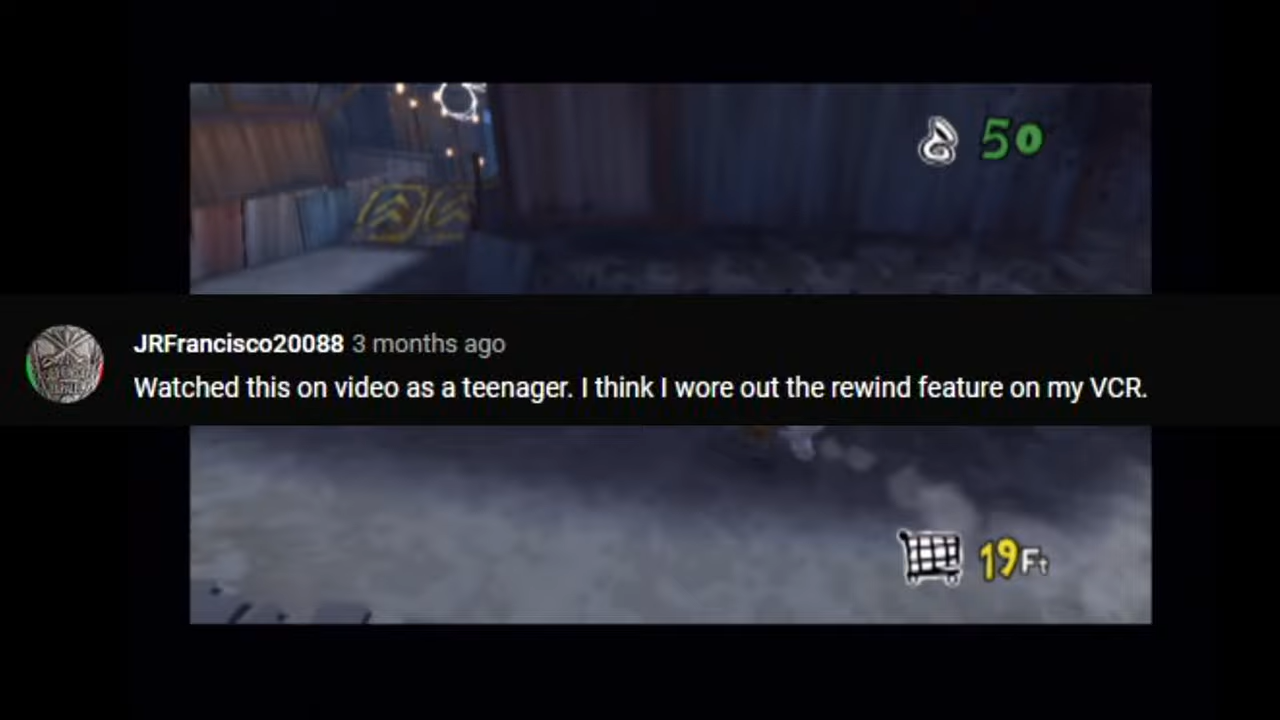 50
JRFrancisco20088 3 months ago
Watched this on video as a teenager. I think I wore out the rewind feature on my VCR.
19Ft